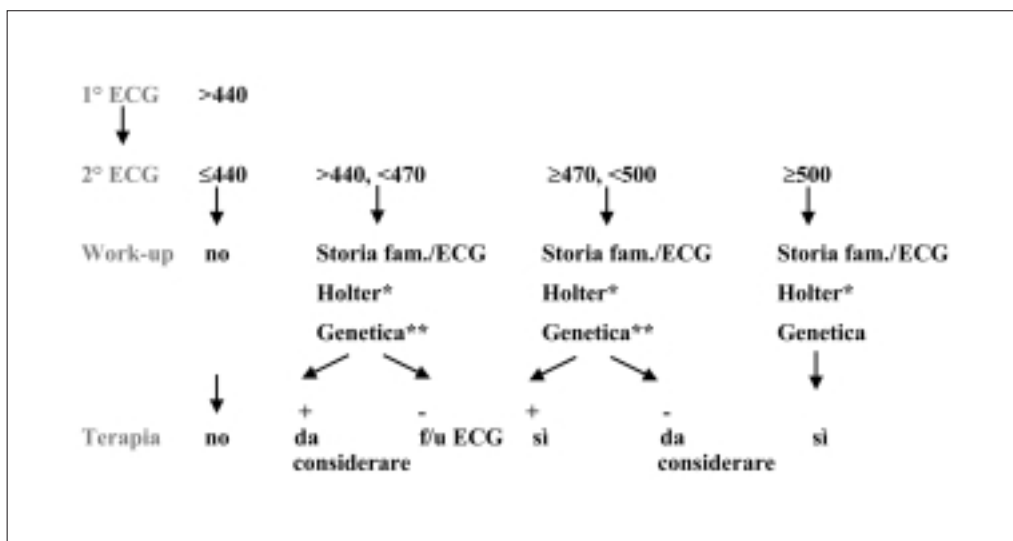 1° ECG >440
2° ECG ≤440 >440, <470 ≥470, <500 ≥500
Work-up no Storia fam./ECG Storia fam./ECG Storia fam./ECG
Holter* Holter* Holter*
Genetica** Genetica** Genetica
+ - + -
Terapia no da f/u ECG sì da sì
considerare considerare